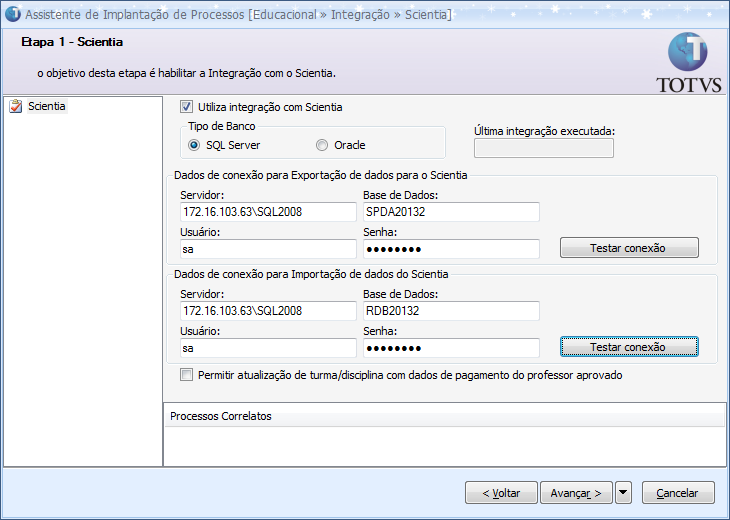 Assistente de Implantação de Processos [Educacional » Integração » Scientia]
Etapa 1 - Scientia
o objetivo desta etapa é habilitar a Integração com o Scientia.
TOTVS
Scientia
Utiliza integração com Scientia
Tipo de Banco
SQL Server
Oracle
Última integração executada:
Dados de conexão para Exportação de dados para o Scientia
Servidor:
Base de Dados:
172.16.103.63\SQL2008
SPDA20132
Usuário:
Senha:
sa
●●●●●●●●
Testar conexão
Dados de conexão para Importação de dados do Scientia
Servidor:
Base de Dados:
172.16.103.63\SQL2008
RDB20132
Usuário:
Senha:
sa
●●●●●●●●
Testar conexão
Permitir atualização de turma/disciplina com dados de pagamento do professor aprovado
Processos Correlatos
< Voltar
Avançar >
Cancelar